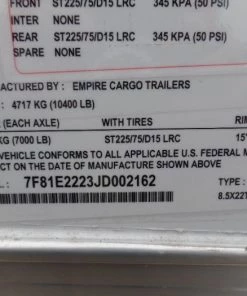 FRONT ST225/75/D15 LRC 345 KPA (50 PSI)
INTER NONE
REAR ST225/75/D15 LRC 345 KPA (50 PSI)
SPARE NONE
FACTURED BY : EMPIRE CARGO TRAILERS
: 4717 KG (10400 LB)
R (EACH AXLE) WITH TIRES RIM
KG (7000 LB) ST225/75/D15 LRC 15
VEHICLE CONFORMS TO ALL APPLICABLE U.S. FEDERAL M
CT ON THE DATE OF MANUFACTURE SHOWN ABOVE
.: 7F81E2223JD002162 TYPE :
8.5X22T